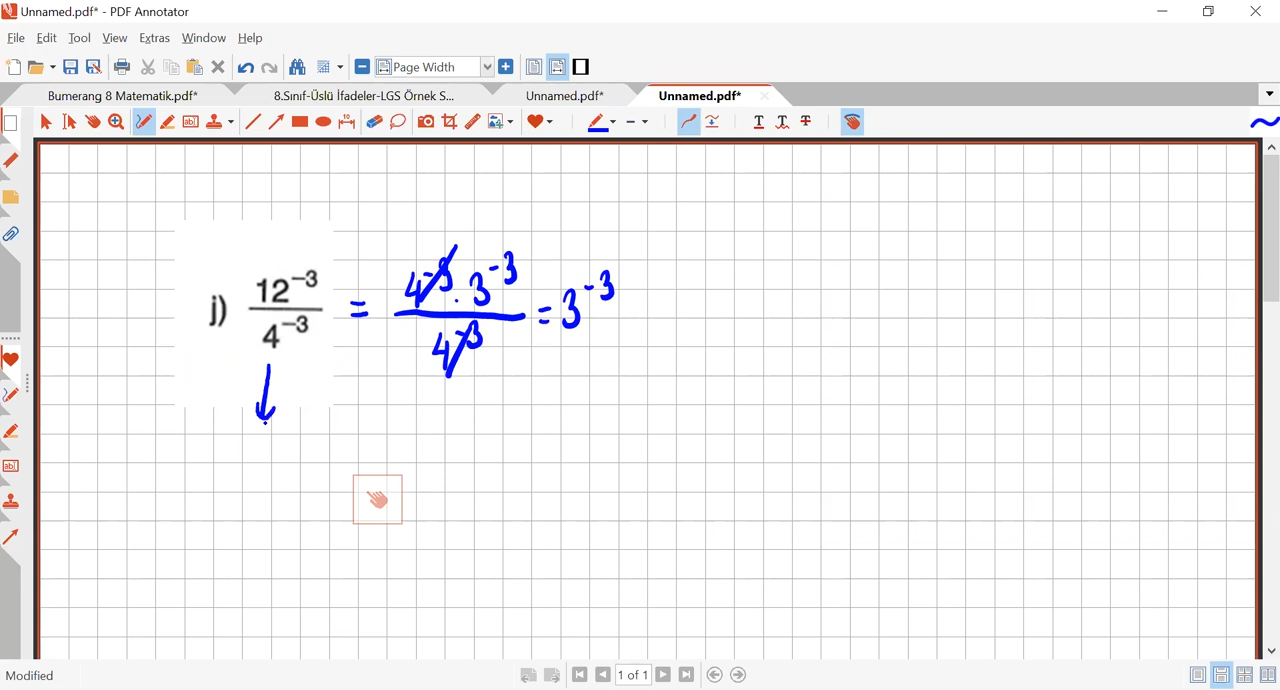 Unnamed.pdf* - PDF Annotator
File Edit Tool View Extras Window Help
Page Width
Bumerang 8 Matematik.pdf* 8.Sınıf-Üslü İfadeler-LGS Örnek S... Unnamed.pdf* Unnamed.pdf*
j) 12⁻³ / 4⁻³ = 4⁻³ . 3⁻³ / 4⁻³ = 3⁻³
Modified 1 of 1